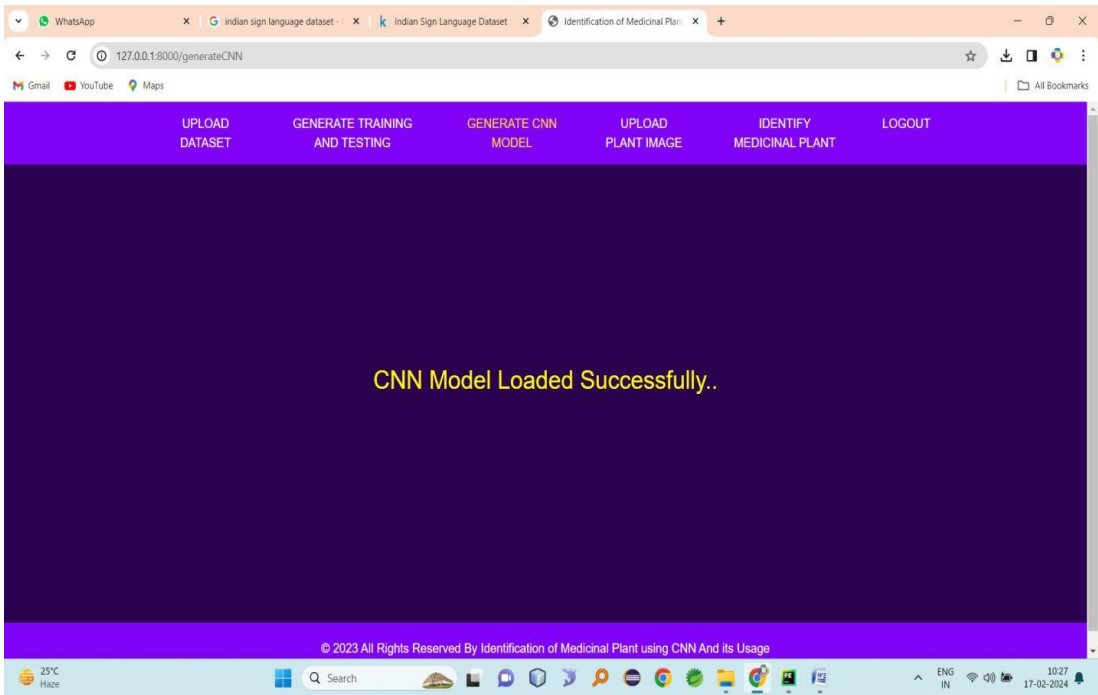 WhatsApp
indian sign language dataset -
Indian Sign Language Dataset
Identification of Medicinal Plan
127.0.0.1:8000/generateCNN
Gmail
YouTube
Maps
All Bookmarks
UPLOAD
DATASET
GENERATE TRAINING
AND TESTING
GENERATE CNN
MODEL
UPLOAD
PLANT IMAGE
IDENTIFY
MEDICINAL PLANT
LOGOUT
CNN Model Loaded Successfully..
© 2023 All Rights Reserved By Identification of Medicinal Plant using CNN And its Usage
25°C
Haze
Search
ENG
IN
10:27
17-02-2024